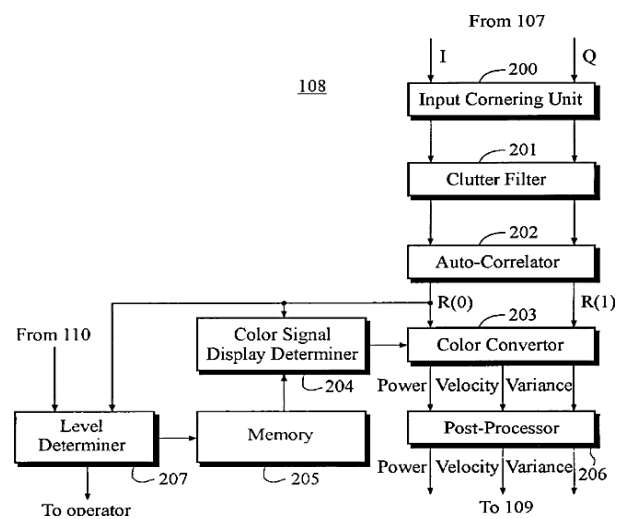 From 107
I
Q
108
200
Input Cornering Unit
201
Clutter Filter
202
Auto-Correlator
R(0)
R(1)
From 110
Color Signal
Display Determiner
204
203
Color Convertor
Power
Velocity
Variance
Level
Determiner
207
Memory
205
Post-Processor
206
Power
Velocity
Variance
To operator
To 109